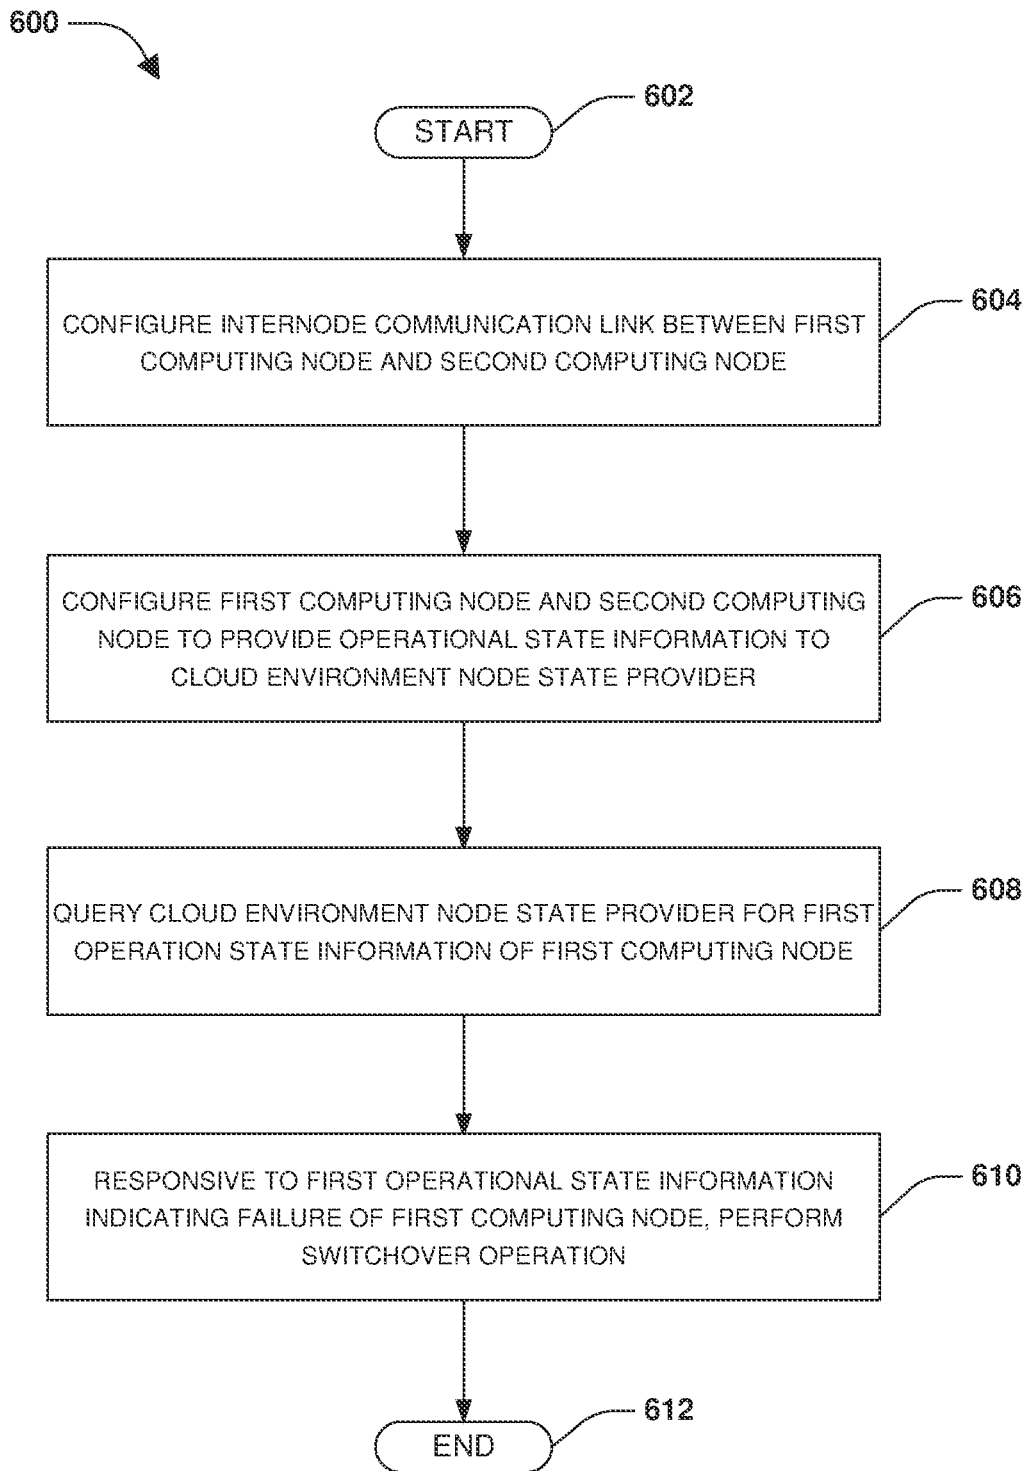 600
602
START
604
CONFIGURE INTERNODE COMMUNICATION LINK BETWEEN FIRST
COMPUTING NODE AND SECOND COMPUTING NODE
606
CONFIGURE FIRST COMPUTING NODE AND SECOND COMPUTING
NODE TO PROVIDE OPERATIONAL STATE INFORMATION TO
CLOUD ENVIRONMENT NODE STATE PROVIDER
608
QUERY CLOUD ENVIRONMENT NODE STATE PROVIDER FOR FIRST
OPERATION STATE INFORMATION OF FIRST COMPUTING NODE
610
RESPONSIVE TO FIRST OPERATIONAL STATE INFORMATION
INDICATING FAILURE OF FIRST COMPUTING NODE, PERFORM
SWITCHOVER OPERATION
612
END